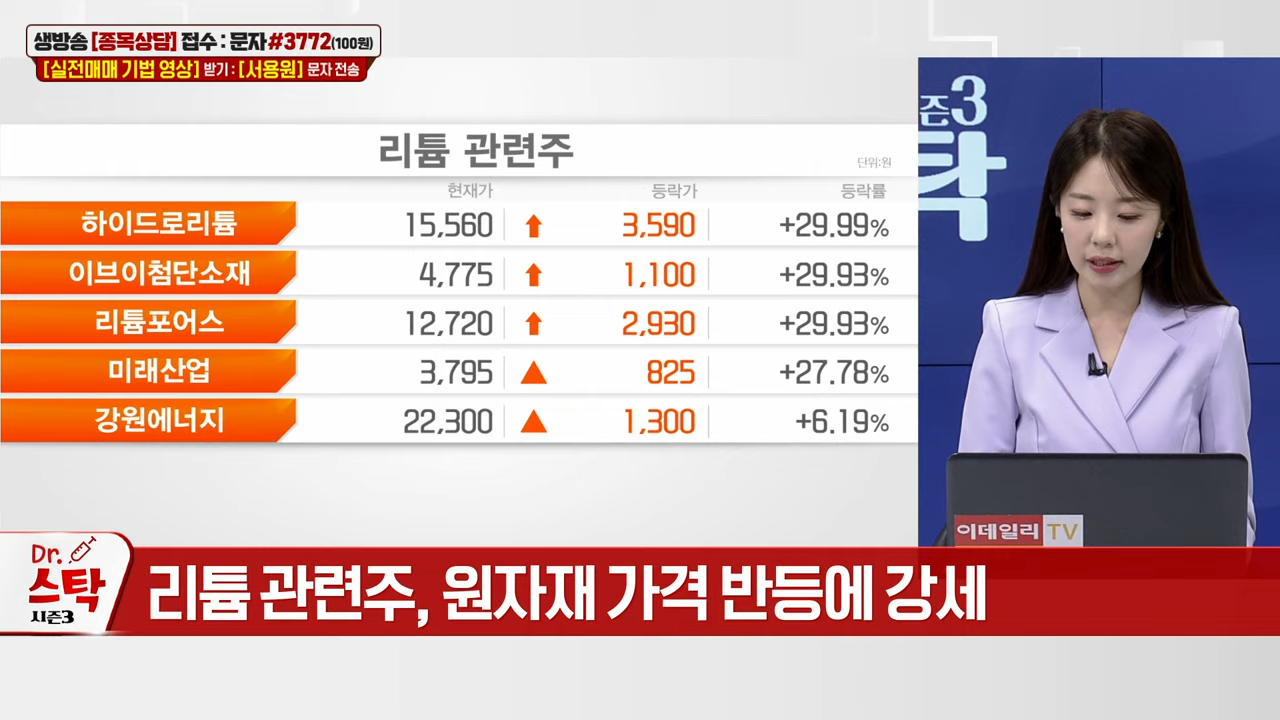 생방송 [종목상담] 접수 : 문자#3772(100원)
[실전매매 기법 영상] 받기 : [서용원] 문자 전송
리튬 관련주
단위:원
현재가 등락가 등락률
하이드로리튬 15,560 3,590 +29.99%
이브이첨단소재 4,775 1,100 +29.93%
리튬포어스 12,720 2,930 +29.93%
미래산업 3,795 825 +27.78%
강원에너지 22,300 1,300 +6.19%
즌3
탁
이데일리 TV
Dr.
스탁
시즌3
리튬 관련주, 원자재 가격 반등에 강세